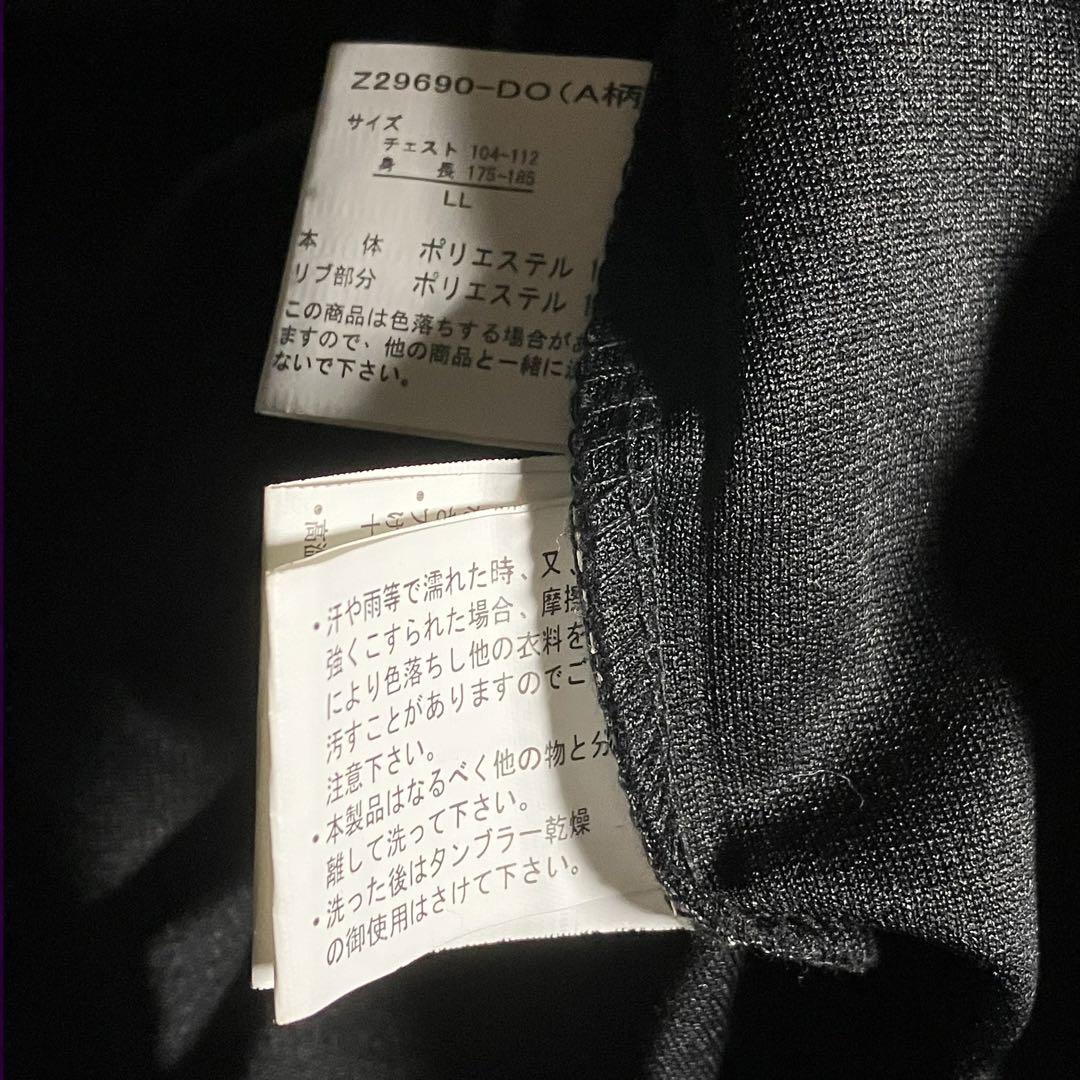 Z29690-DO(A柄
サイズ
チェスト 104-112
身 長 175-185
LL
本 体 ポリエステル
リブ部分 ポリエステル
この商品は色落ちする場合が
ますので、他の商品と一緒に
ないで下さい。
・高温
・汗や雨等で濡れた時、又、
強くこすられた場合、摩擦
により色落ちし他の衣料を
汚すことがありますのでご
注意下さい。
・本製品はなるべく他の物と分
離して洗って下さい。
・洗った後はタンブラー乾燥
の御使用はさけて下さい。